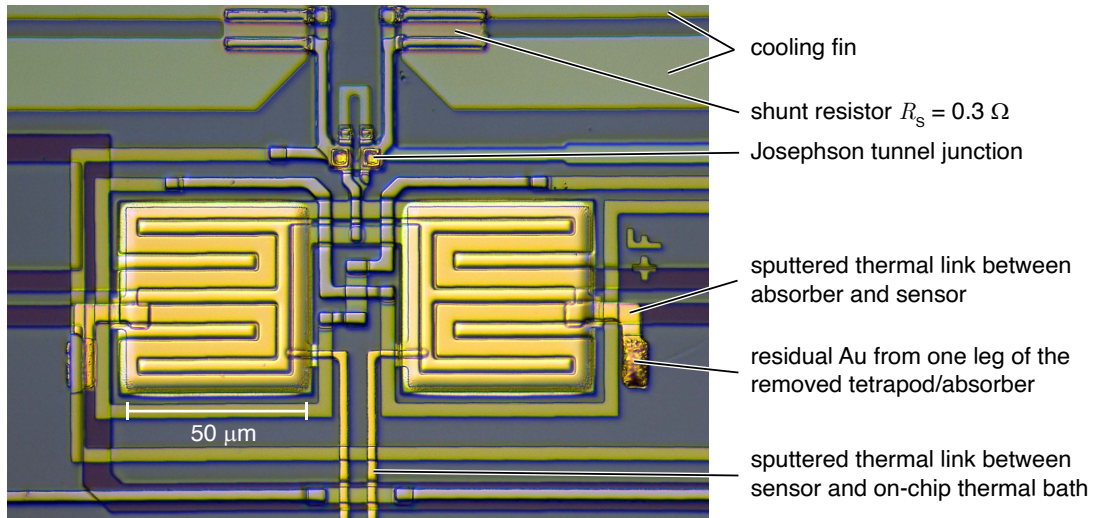 cooling fin
shunt resistor R_S = 0.3 Ω
Josephson tunnel junction
+F
sputtered thermal link between
absorber and sensor
residual Au from one leg of the
removed tetrapod/absorber
50 μm
sputtered thermal link between
sensor and on-chip thermal bath